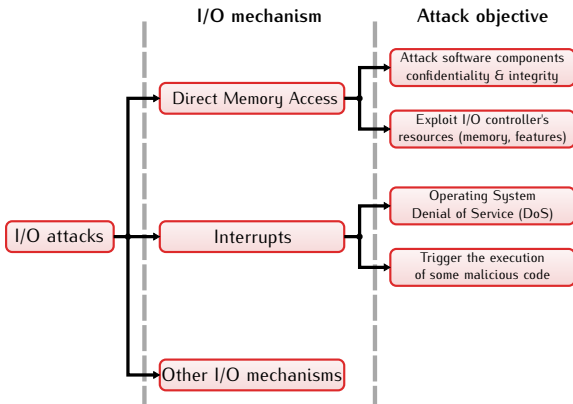 I/O mechanism
Attack objective
Attack software components
confidentiality & integrity
Direct Memory Access
Exploit I/O controller's
resources (memory, features)
Operating System
Denial of Service (DoS)
I/O attacks
Interrupts
Trigger the execution
of some malicious code
Other I/O mechanisms